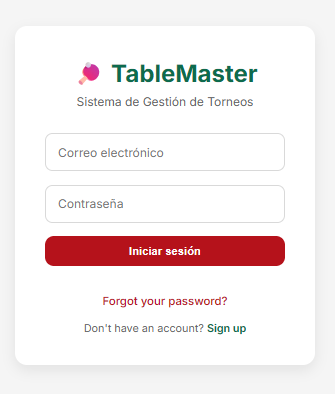 TableMaster
Sistema de Gestión de Torneos
Correo electrónico
Contraseña
Iniciar sesión
Forgot your password?
Don't have an account? Sign up